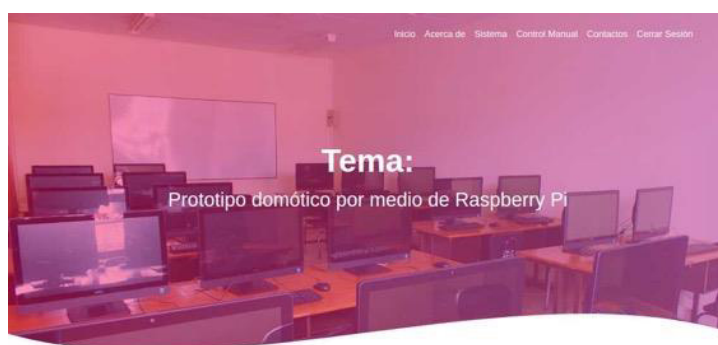 Inicio Acerca de Sistema Control Manual Contactos Cerrar Sesión
Tema:
Prototipo domótico por medio de Raspberry Pi